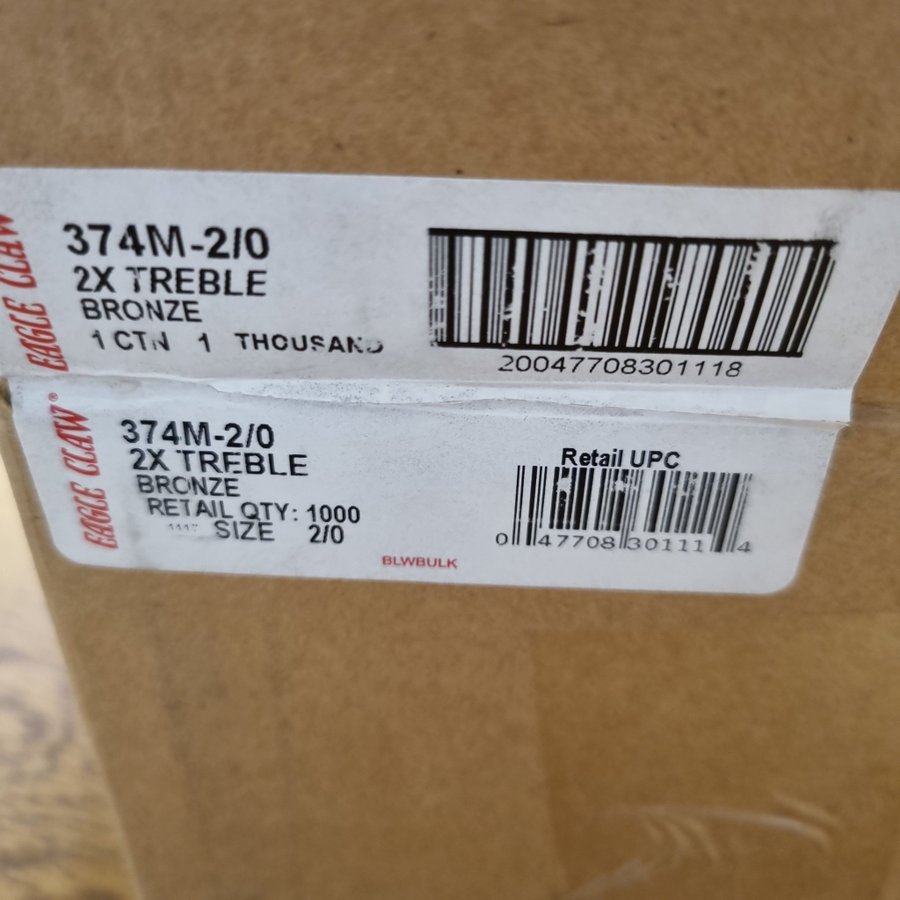 EAGLE CLAW
374M-2/0
2X TREBLE
BRONZE
1 CTN 1 THOUSAND
20047708301118
EAGLE CLAW®
374M-2/0
2X TREBLE
BRONZE
RETAIL QTY: 1000
SIZE 2/0
BLWBULK
Retail UPC
0 47708 30111 4